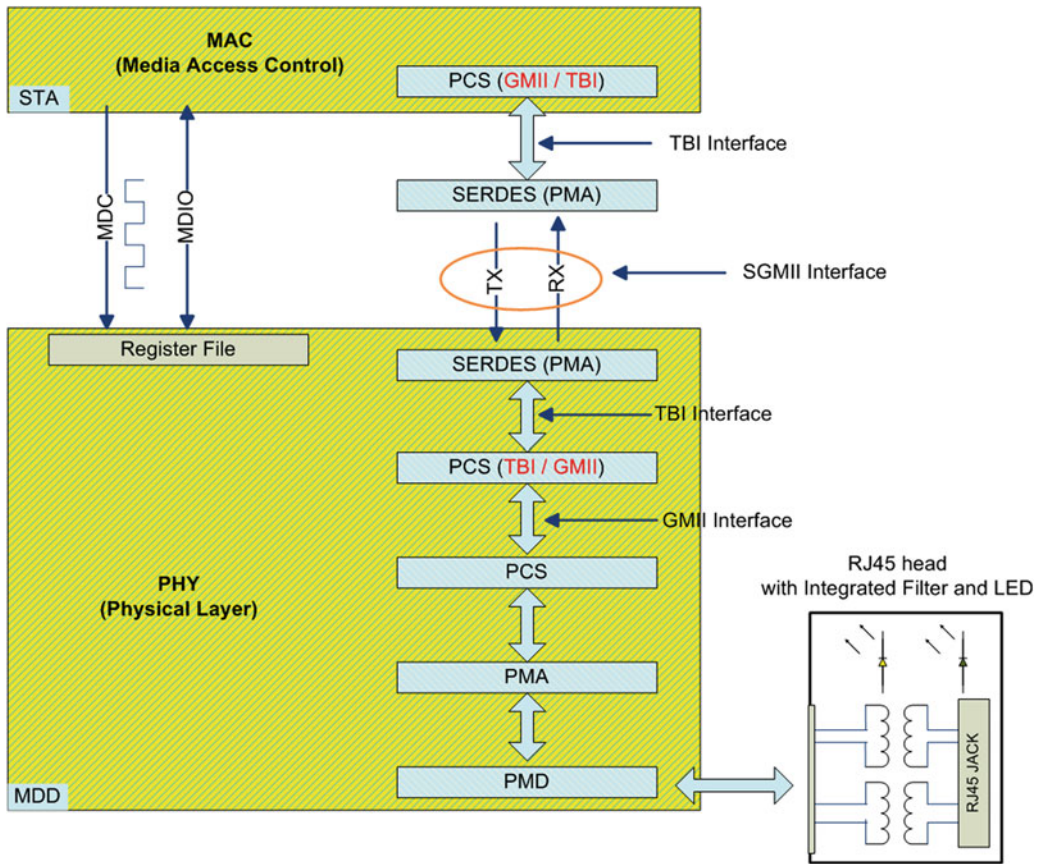 MAC
(Media Access Control)
PCS (GMII / TBI)
STA
TBI Interface
SERDES (PMA)
MDC
MDIO
TX
RX
SGMII Interface
Register File
SERDES (PMA)
TBI Interface
PCS (TBI / GMII)
GMII Interface
PCS
PHY
(Physical Layer)
RJ45 head
with Integrated Filter and LED
PMA
RJ45 JACK
PMD
MDD